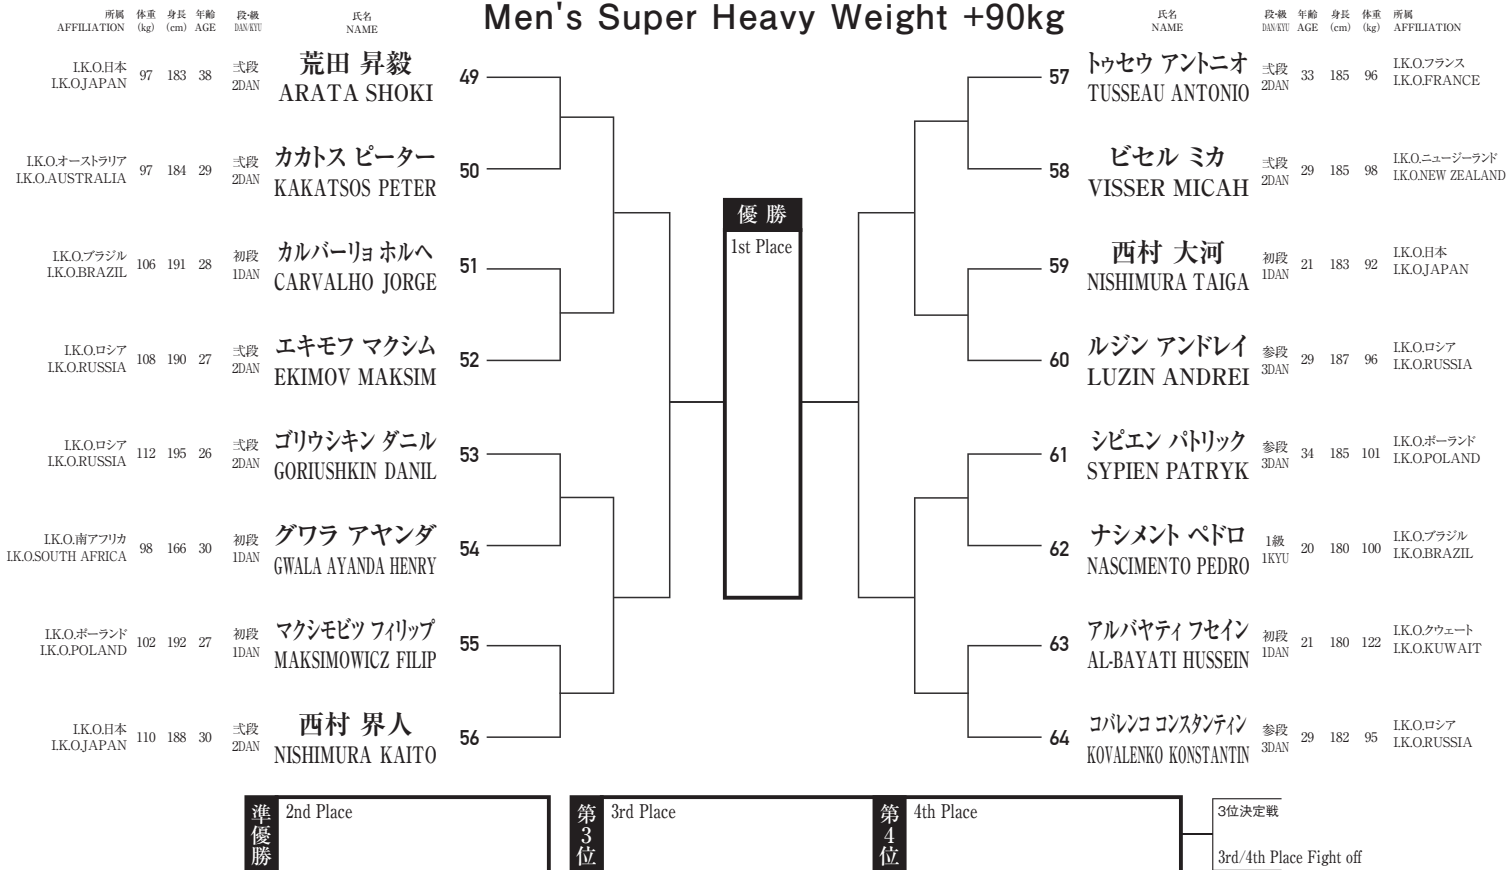 Men's Super Heavy Weight +90kg
所属 体重 身長 年齢 段・級 氏名
AFFILIATION (kg) (cm) AGE DAN/KYU NAME
氏名 段・級 年齢 身長 体重 所属
NAME DAN/KYU AGE (cm) (kg) AFFILIATION
I.K.O.日本 弐段 荒田 昇毅
I.K.O.JAPAN 97 183 38 2DAN ARATA SHOKI 49
I.K.O.オーストラリア 弐段 カカトス ピーター
I.K.O.AUSTRALIA 97 184 29 2DAN KAKATSOS PETER 50
I.K.O.ブラジル 初段 カルバーリョ ホルヘ
I.K.O.BRAZIL 106 191 28 1DAN CARVALHO JORGE 51
I.K.O.ロシア 弐段 エキモフ マクシム
I.K.O.RUSSIA 108 190 27 2DAN EKIMOV MAKSIM 52
I.K.O.ロシア 弐段 ゴリウシキン ダニル
I.K.O.RUSSIA 112 195 26 2DAN GORIUSHKIN DANIL 53
I.K.O.南アフリカ 初段 グワラ アヤンダ
I.K.O.SOUTH AFRICA 98 166 30 1DAN GWALA AYANDA HENRY 54
I.K.O.ポーランド 初段 マクシモビツ フィリップ
I.K.O.POLAND 102 192 27 1DAN MAKSIMOWICZ FILIP 55
I.K.O.日本 弐段 西村 界人
I.K.O.JAPAN 110 188 30 2DAN NISHIMURA KAITO 56
優勝
1st Place
トゥセウ アントニオ 弐段 I.K.O.フランス
57 TUSSEAU ANTONIO 2DAN 33 185 96 I.K.O.FRANCE
ビセル ミカ 弐段 I.K.O.ニュージーランド
58 VISSER MICAH 2DAN 29 185 98 I.K.O.NEW ZEALAND
西村 大河 初段 I.K.O.日本
59 NISHIMURA TAIGA 1DAN 21 183 92 I.K.O.JAPAN
ルジン アンドレイ 参段 I.K.O.ロシア
60 LUZIN ANDREI 3DAN 29 187 96 I.K.O.RUSSIA
シピエン パトリック 参段 I.K.O.ポーランド
61 SYPIEN PATRYK 3DAN 34 185 101 I.K.O.POLAND
ナシメント ペドロ 1級 I.K.O.ブラジル
62 NASCIMENTO PEDRO 1KYU 20 180 100 I.K.O.BRAZIL
アルバヤティ フセイン 初段 I.K.O.クウェート
63 AL-BAYATI HUSSEIN 1DAN 21 180 122 I.K.O.KUWAIT
コバレンコ コンスタンティン 参段 I.K.O.ロシア
64 KOVALENKO KONSTANTIN 3DAN 29 182 95 I.K.O.RUSSIA
準優勝 2nd Place
第3位 3rd Place
第4位 4th Place
3位決定戦
3rd/4th Place Fight off